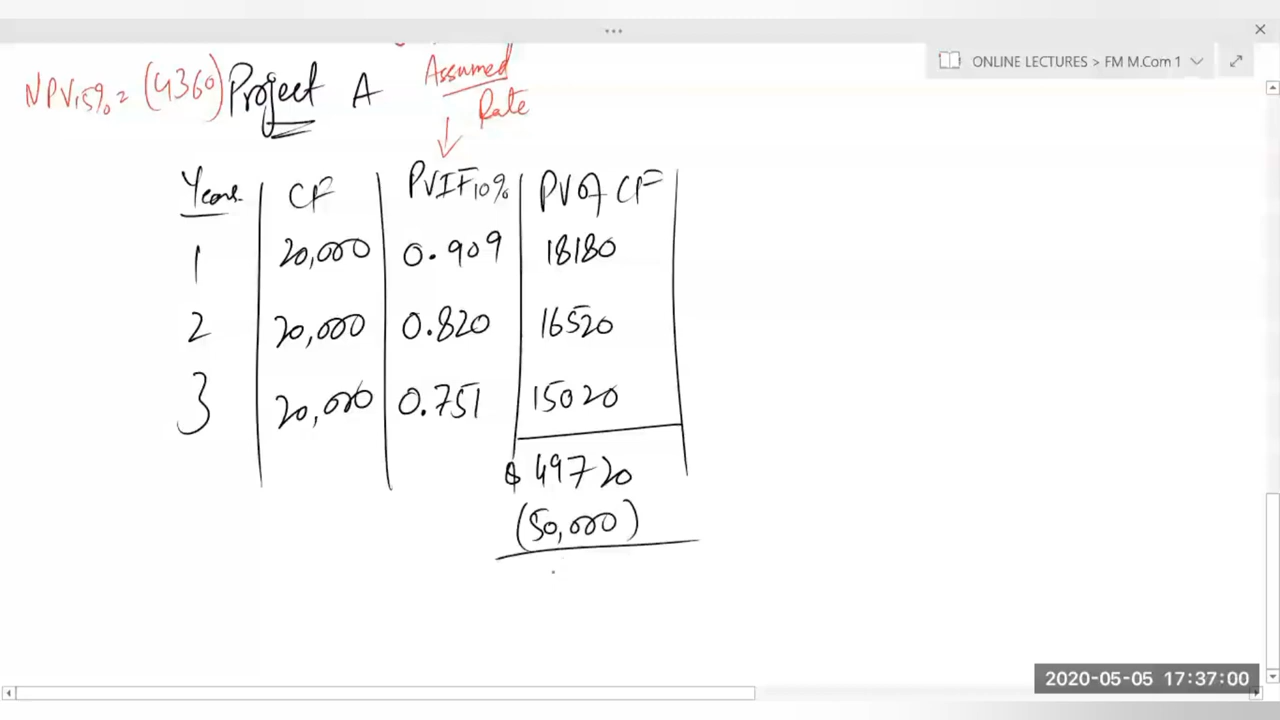 ONLINE LECTURES > FM M.Com 1
NPV15% = (4360) Project A
Assumed
Rate
Years CF PVIF10% PV of CF
1 20,000 0.909 18180
2 20,000 0.820 16520
3 20,000 0.751 15020
$ 49720
(50,000)
2020-05-05 17:37:00